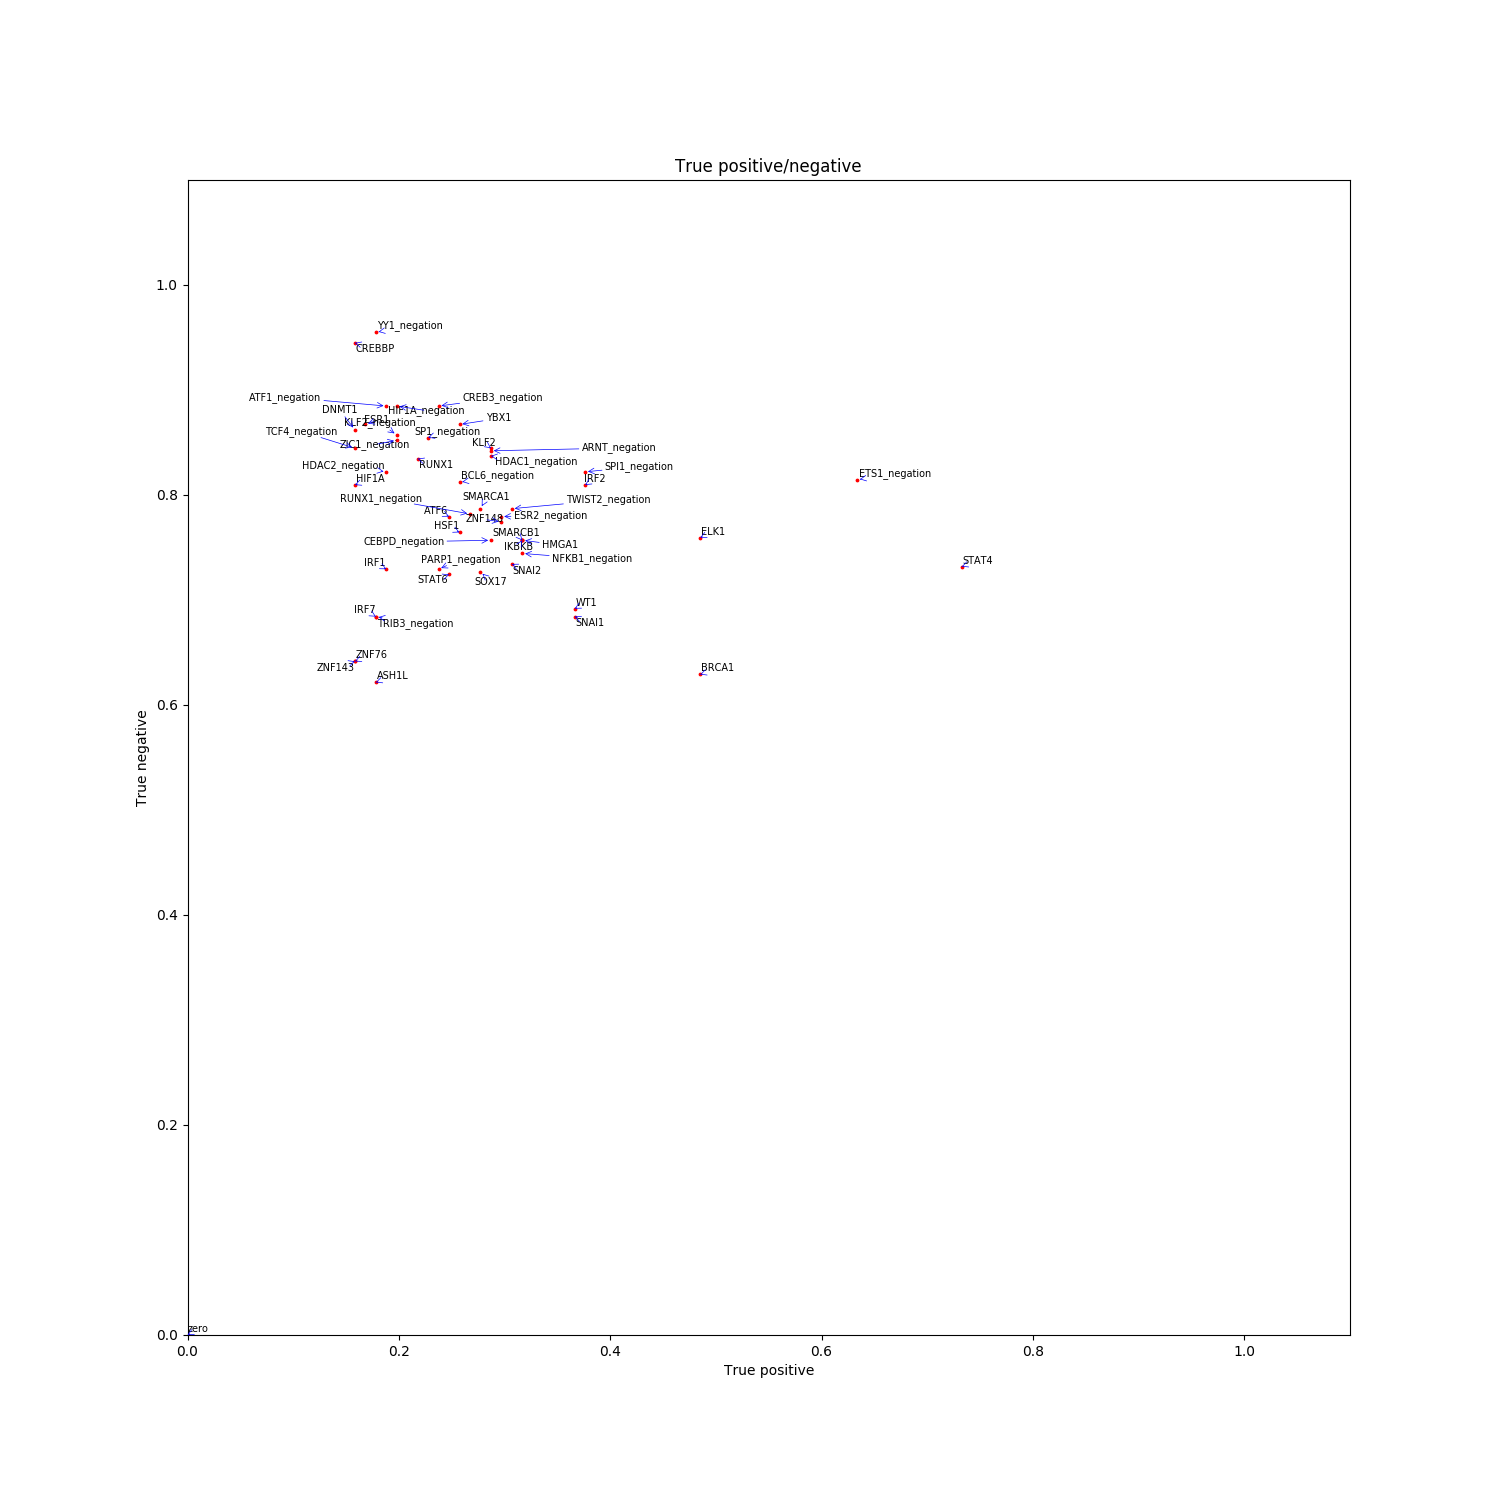 True positive/negative
1.0
YY1_negation
CREBBP
ATF1_negation
CREB3_negation
DNMT1
HIF1A_negation
ESR1
KLF2_negation
YBX1
TCF4_negation
SP1_negation
ZIC1_negation
KLF2
ARNT_negation
HDAC1_negation
RUNX1
HDAC2_negation
SPI1_negation
HIF1A
BCL6_negation
IRF2
ETS1_negation
0.8
RUNX1_negation
SMARCA1
TWIST2_negation
ATF6
ZNF148
ESR2_negation
HSF1
SMARCB1
ELK1
CEBPD_negation
IKBKB
HMGA1
IRF1
PARP1_negation
NFKB1_negation
STAT4
SNAI2
STAT6
SOX17
WT1
IRF7
TRIB3_negation
SNAI1
ZNF76
ZNF143
ASH1L
BRCA1
0.6
True negative
0.4
0.2
zero
0.0
0.0
0.2
0.4
0.6
0.8
1.0
True positive